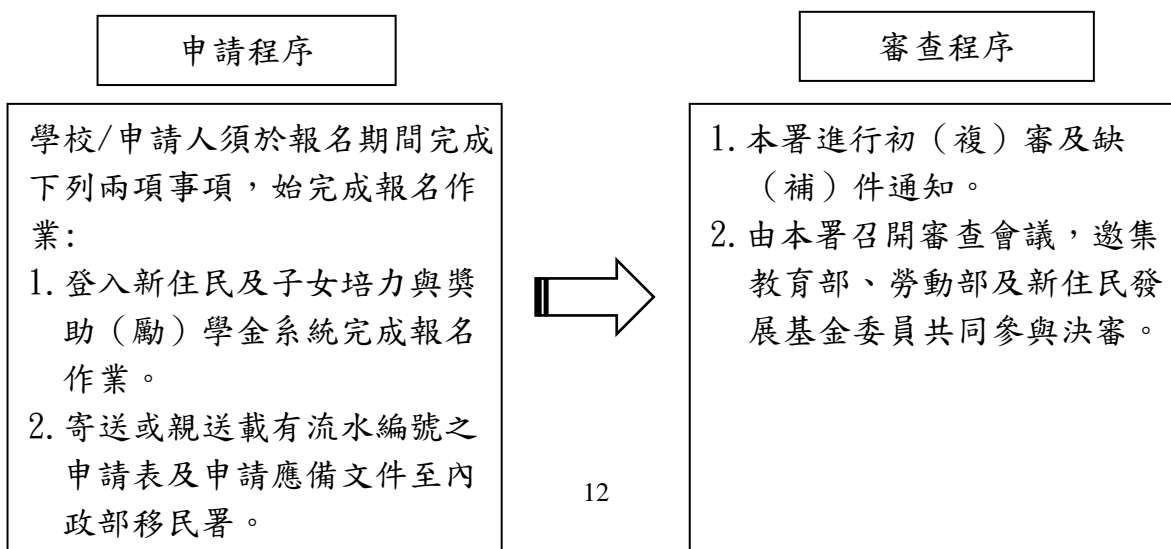 申請程序
學校/申請人須於報名期間完成
下列兩項事項，始完成報名作
業：
1.登入新住民及子女培力與獎
助（勵）學金系統完成報名
作業。
2.寄送或親送載有流水編號之
申請表及申請應備文件至內
政部移民署。
審查程序
1.本署進行初（複）審及缺
（補）件通知。
2.由本署召開審查會議，邀集
教育部、勞動部及新住民發
展基金委員共同參與決審。
12